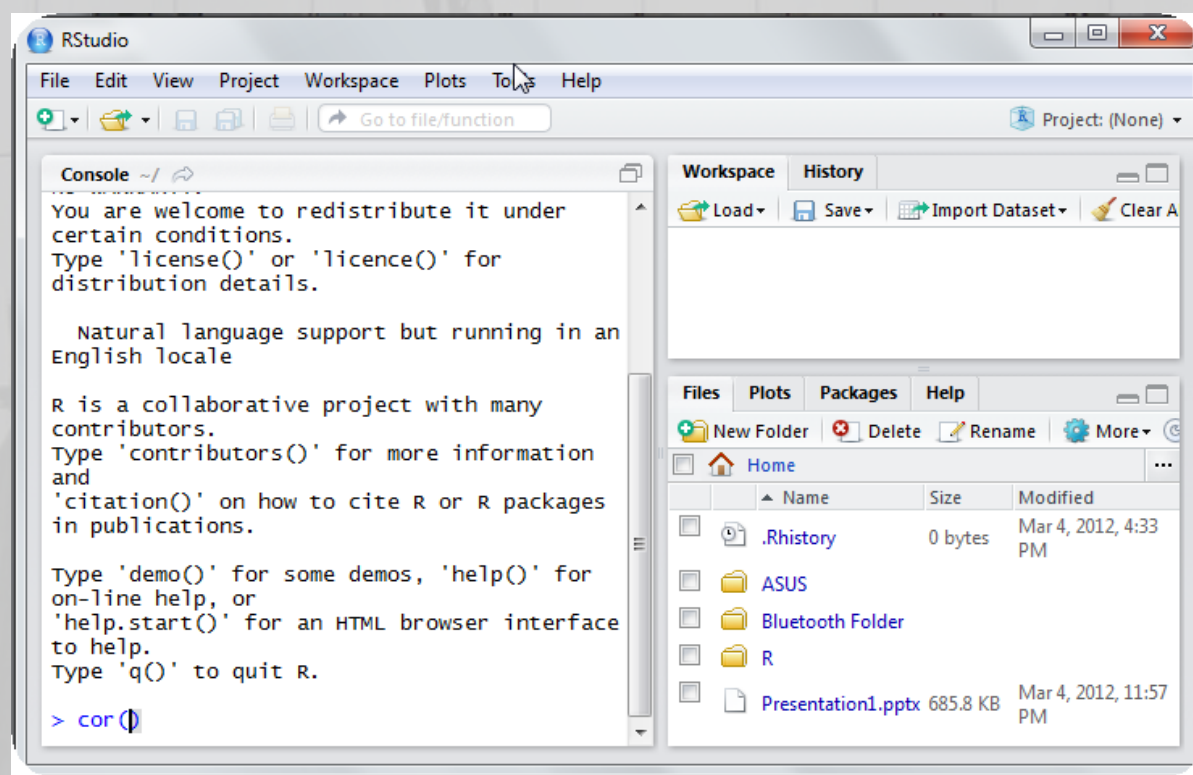 RStudio
File Edit View Project Workspace Plots Tools Help
Go to file/function
Project: (None)
Console ~/
You are welcome to redistribute it under
certain conditions.
Type 'license()' or 'licence()' for
distribution details.
Natural language support but running in an
English locale
R is a collaborative project with many
contributors.
Type 'contributors()' for more information
and
'citation()' on how to cite R or R packages
in publications.
Type 'demo()' for some demos, 'help()' for
on-line help, or
'help.start()' for an HTML browser interface
to help.
Type 'q()' to quit R.
> cor()
Workspace History
Load Save Import Dataset Clear A
Files Plots Packages Help
New Folder Delete Rename More
Home ...
Name Size Modified
.Rhistory 0 bytes Mar 4, 2012, 4:33
PM
ASUS
Bluetooth Folder
R
Presentation1.pptx 685.8 KB Mar 4, 2012, 11:57
PM